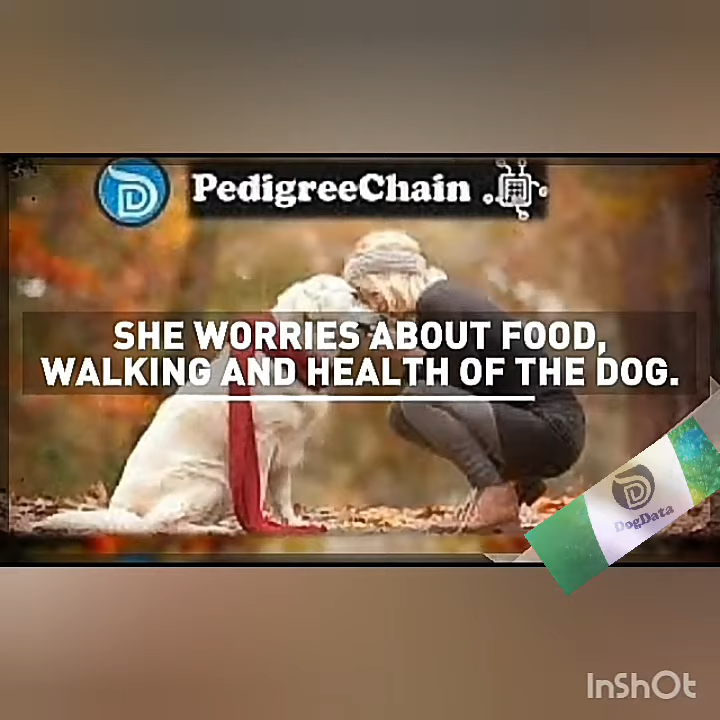 PedigreeChain
SHE WORRIES ABOUT FOOD,
WALKING AND HEALTH OF THE DOG.
DogData
InShOt